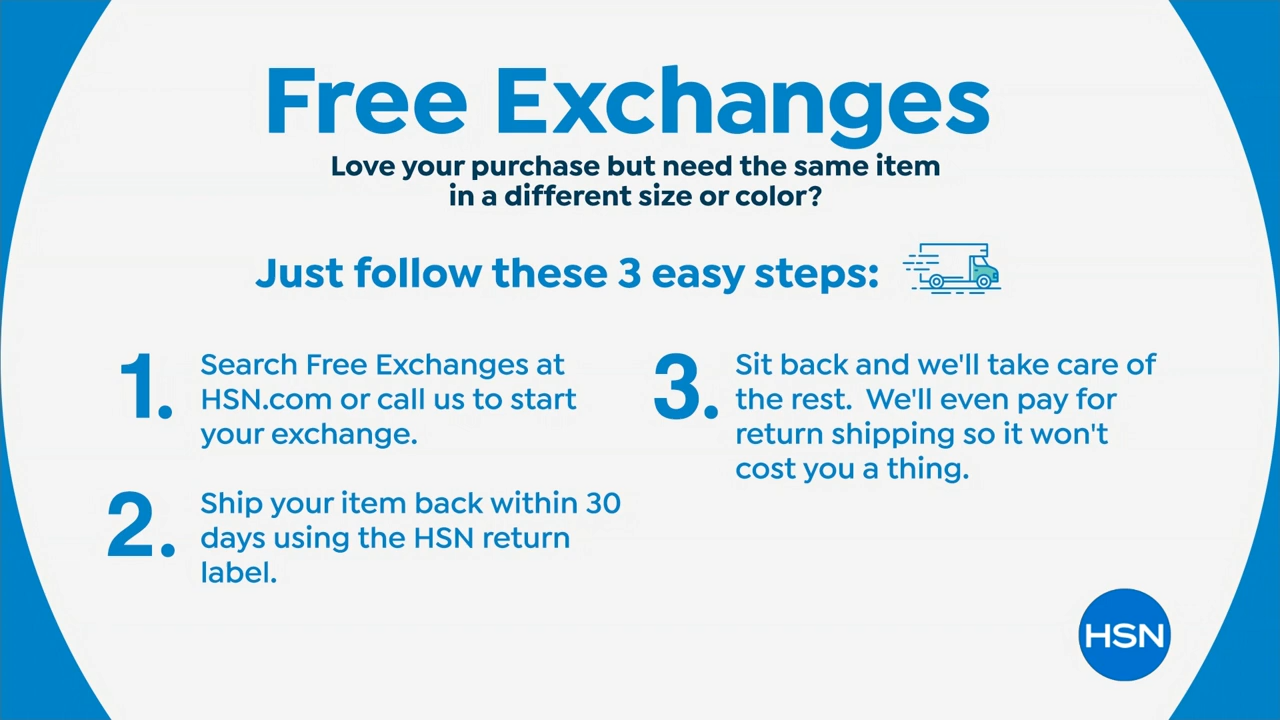 Free Exchanges
Love your purchase but need the same item
in a different size or color?
Just follow these 3 easy steps:
1. Search Free Exchanges at
HSN.com or call us to start
your exchange.
2. Ship your item back within 30
days using the HSN return
label.
3. Sit back and we'll take care of
the rest. We'll even pay for
return shipping so it won't
cost you a thing.
HSN